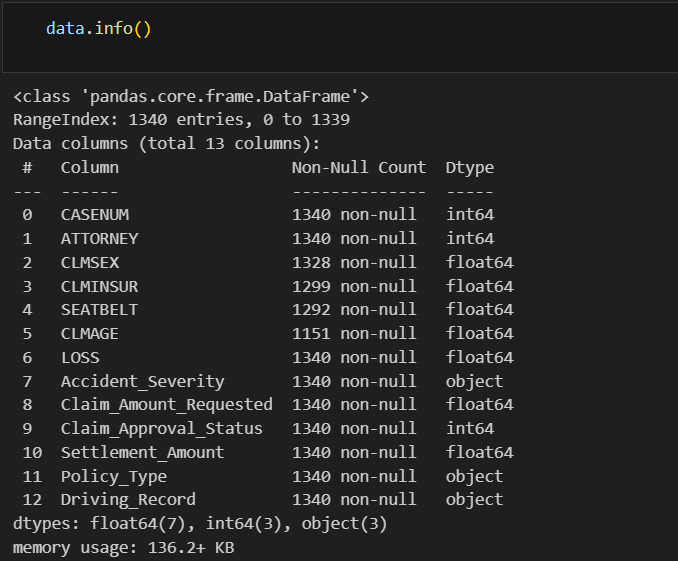 data.info()
<class 'pandas.core.frame.DataFrame'>
RangeIndex: 1340 entries, 0 to 1339
Data columns (total 13 columns):
 #   Column                  Non-Null Count  Dtype
---  ------                  --------------  -----
 0   CASENUM                 1340 non-null   int64
 1   ATTORNEY                1340 non-null   int64
 2   CLMSEX                  1328 non-null   float64
 3   CLMINSUR                1299 non-null   float64
 4   SEATBELT                1292 non-null   float64
 5   CLMAGE                  1151 non-null   float64
 6   LOSS                    1340 non-null   float64
 7   Accident_Severity       1340 non-null   object
 8   Claim_Amount_Requested  1340 non-null   float64
 9   Claim_Approval_Status   1340 non-null   int64
 10  Settlement_Amount       1340 non-null   float64
 11  Policy_Type             1340 non-null   object
 12  Driving_Record          1340 non-null   object
dtypes: float64(7), int64(3), object(3)
memory usage: 136.2+ KB